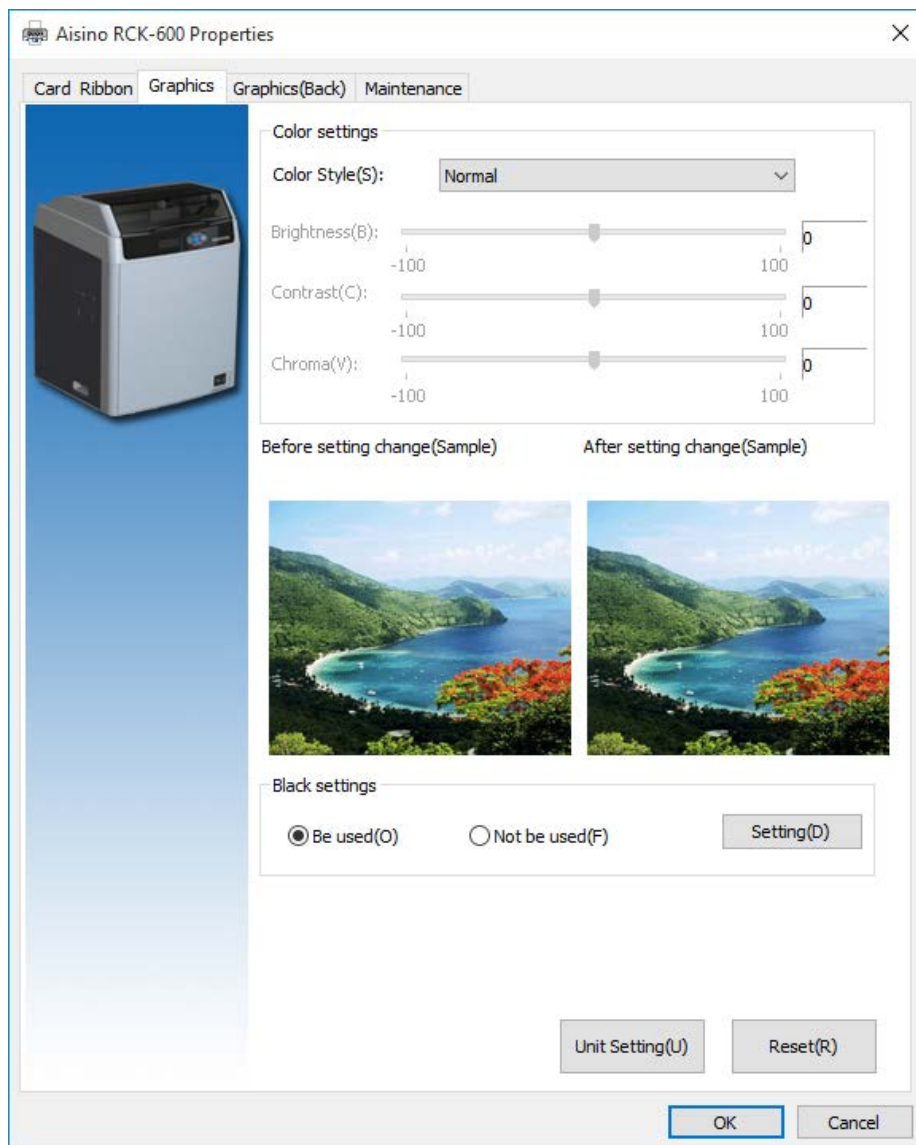 Aisino RCK-600 Properties
Card Ribbon Graphics Graphics(Back) Maintenance
Color settings
Color Style(S): Normal
Brightness(B): 0
-100 100
Contrast(C): 0
-100 100
Chroma(V): 0
-100 100
Before setting change(Sample) After setting change(Sample)
Black settings
Be used(O) Not be used(F) Setting(D)
Unit Setting(U) Reset(R)
OK Cancel